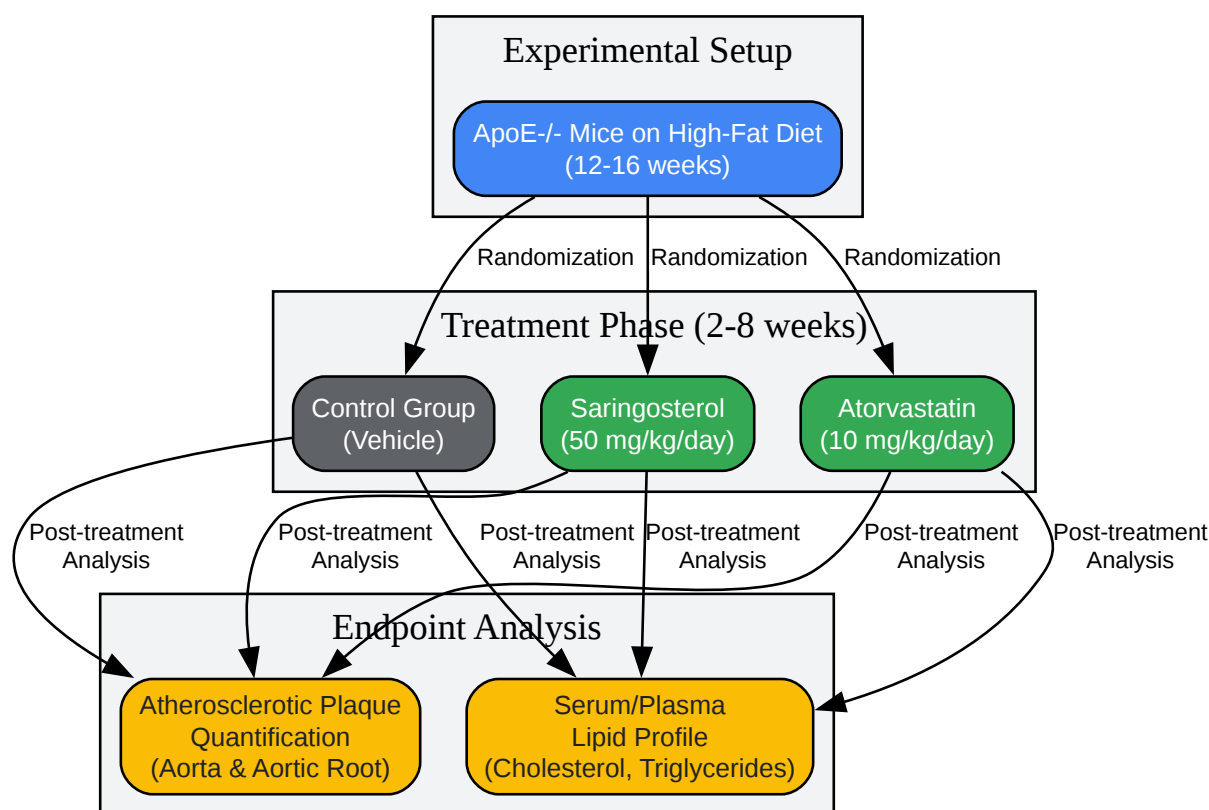 Experimental Setup
ApoE-/- Mice on High-Fat Diet
(12-16 weeks)
Randomization
Randomization
Randomization
Treatment Phase (2-8 weeks)
Control Group
(Vehicle)
Saringosterol
(50 mg/kg/day)
Atorvastatin
(10 mg/kg/day)
Post-treatment
Analysis
Post-treatment
Analysis
Post-treatment
Analysis
Post-treatment
Analysis
Post-treatment
Analysis
Post-treatment
Analysis
Endpoint Analysis
Atherosclerotic Plaque
Quantification
(Aorta & Aortic Root)
Serum/Plasma
Lipid Profile
(Cholesterol, Triglycerides)